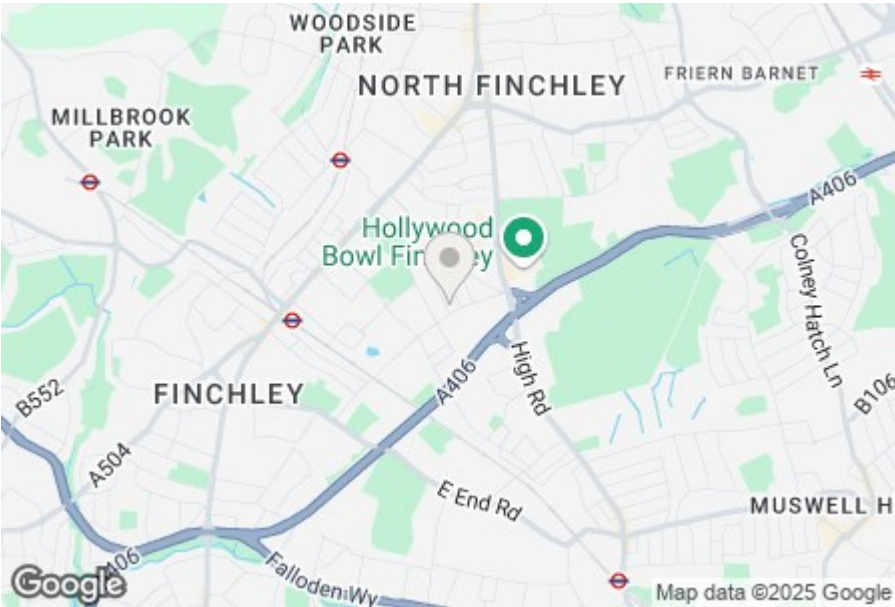 WOODSIDE
PARK
NORTH FINCHLEY
FRIERN BARNET
MILLBROOK
PARK
A406
Hollywood
Bowl
Colney Hatch Ln
High Rd
A406
B552
FINCHLEY
B106
A504
E End Rd
MUSWELL H
A406
Falloden Wy
Google
Map data ©2025 Google